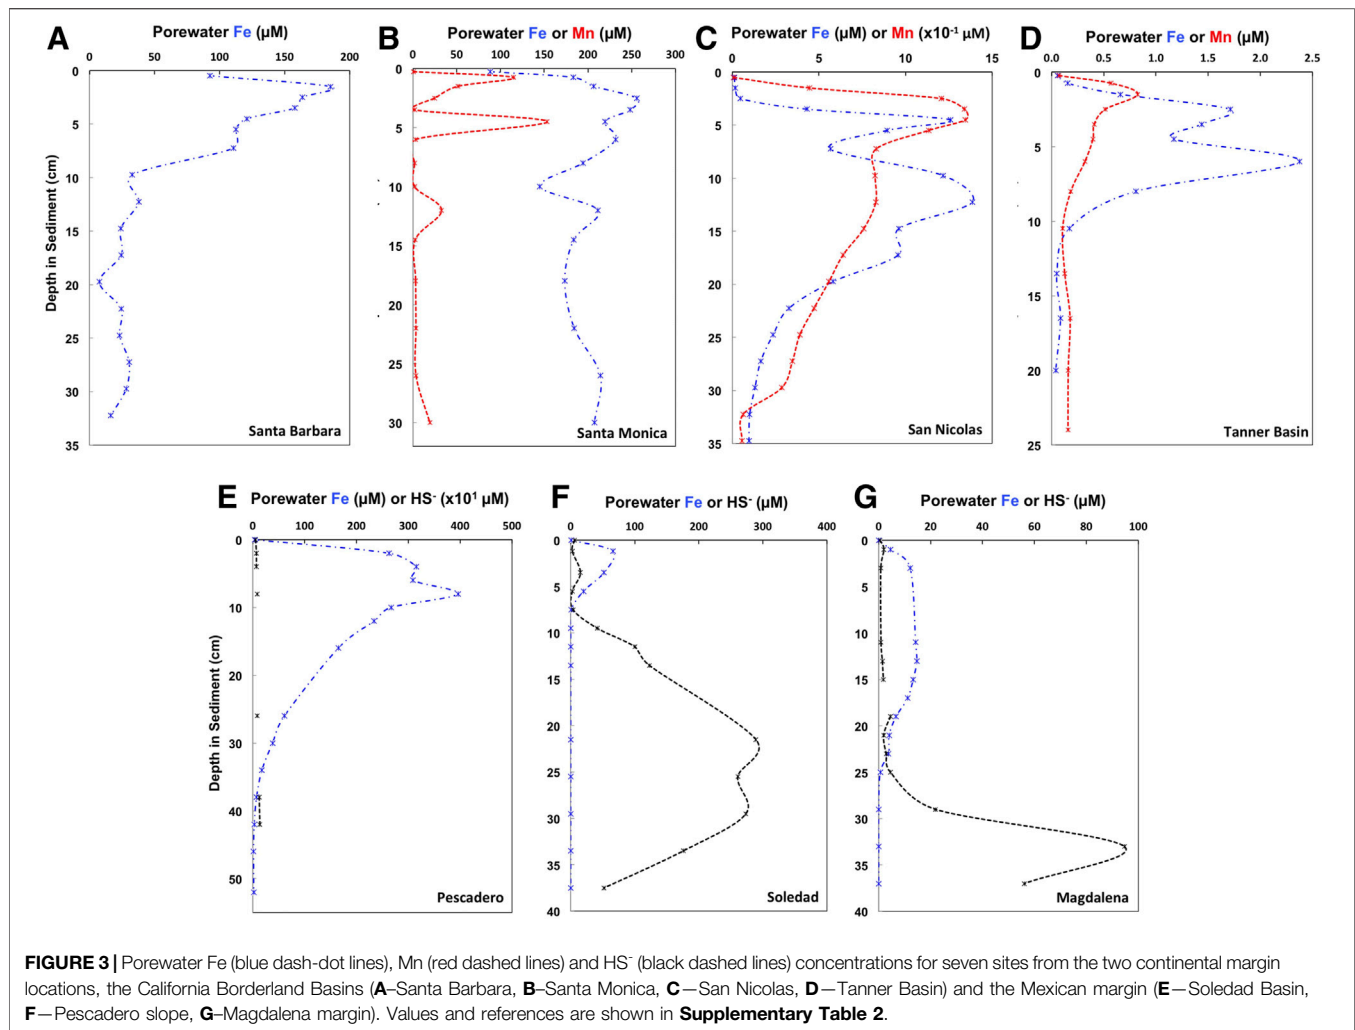 A
Porewater Fe (µM)
0 50 100 150 200
0
5
10
15
20
25
30
35
Depth in Sediment (cm)
Santa Barbara
B
Porewater Fe or Mn (µM)
0 50 100 150 200 250 300
0
5
10
15
20
25
30
Santa Monica
C
Porewater Fe (µM) or Mn (x10⁻¹ µM)
0 5 10 15
0
5
10
15
20
25
30
35
San Nicolas
D
Porewater Fe or Mn (µM)
0.0 0.5 1.0 1.5 2.0 2.5
0
5
10
15
20
25
Tanner Basin
E
Porewater Fe (µM) or HS⁻ (x10¹ µM)
0 100 200 300 400 500
0
10
20
30
40
50
Depth in Sediment (cm)
Pescadero
F
Porewater Fe or HS⁻ (µM)
0 100 200 300 400
0
5
10
15
20
25
30
35
40
Soledad
G
Porewater Fe or HS⁻ (µM)
0 20 40 60 80 100
0
5
10
15
20
25
30
35
40
Magdalena
FIGURE 3 | Porewater Fe (blue dash-dot lines), Mn (red dashed lines) and HS⁻ (black dashed lines) concentrations for seven sites from the two continental margin
locations, the California Borderland Basins (A–Santa Barbara, B–Santa Monica, C—San Nicolas, D—Tanner Basin) and the Mexican margin (E—Soledad Basin,
F—Pescadero slope, G–Magdalena margin). Values and references are shown in Supplementary Table 2.